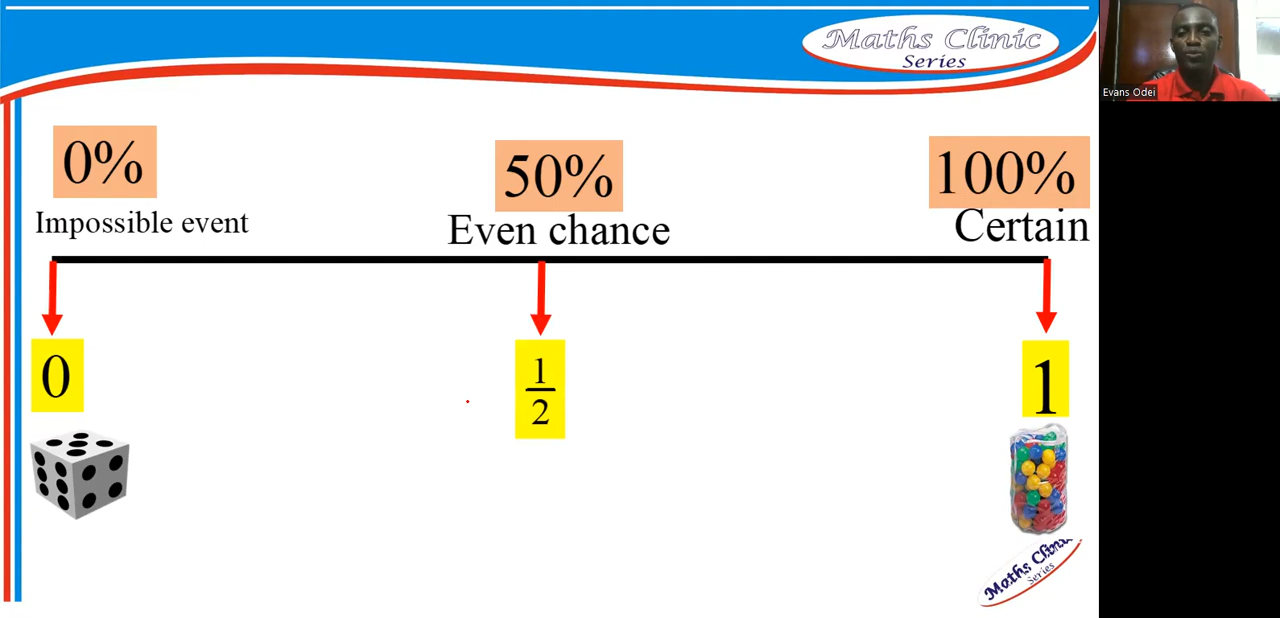 Maths Clinic
Series
Evans Odei
0%
50%
100%
Impossible event
Even chance
Certain
0
1
2
1
Maths Clinic
Series